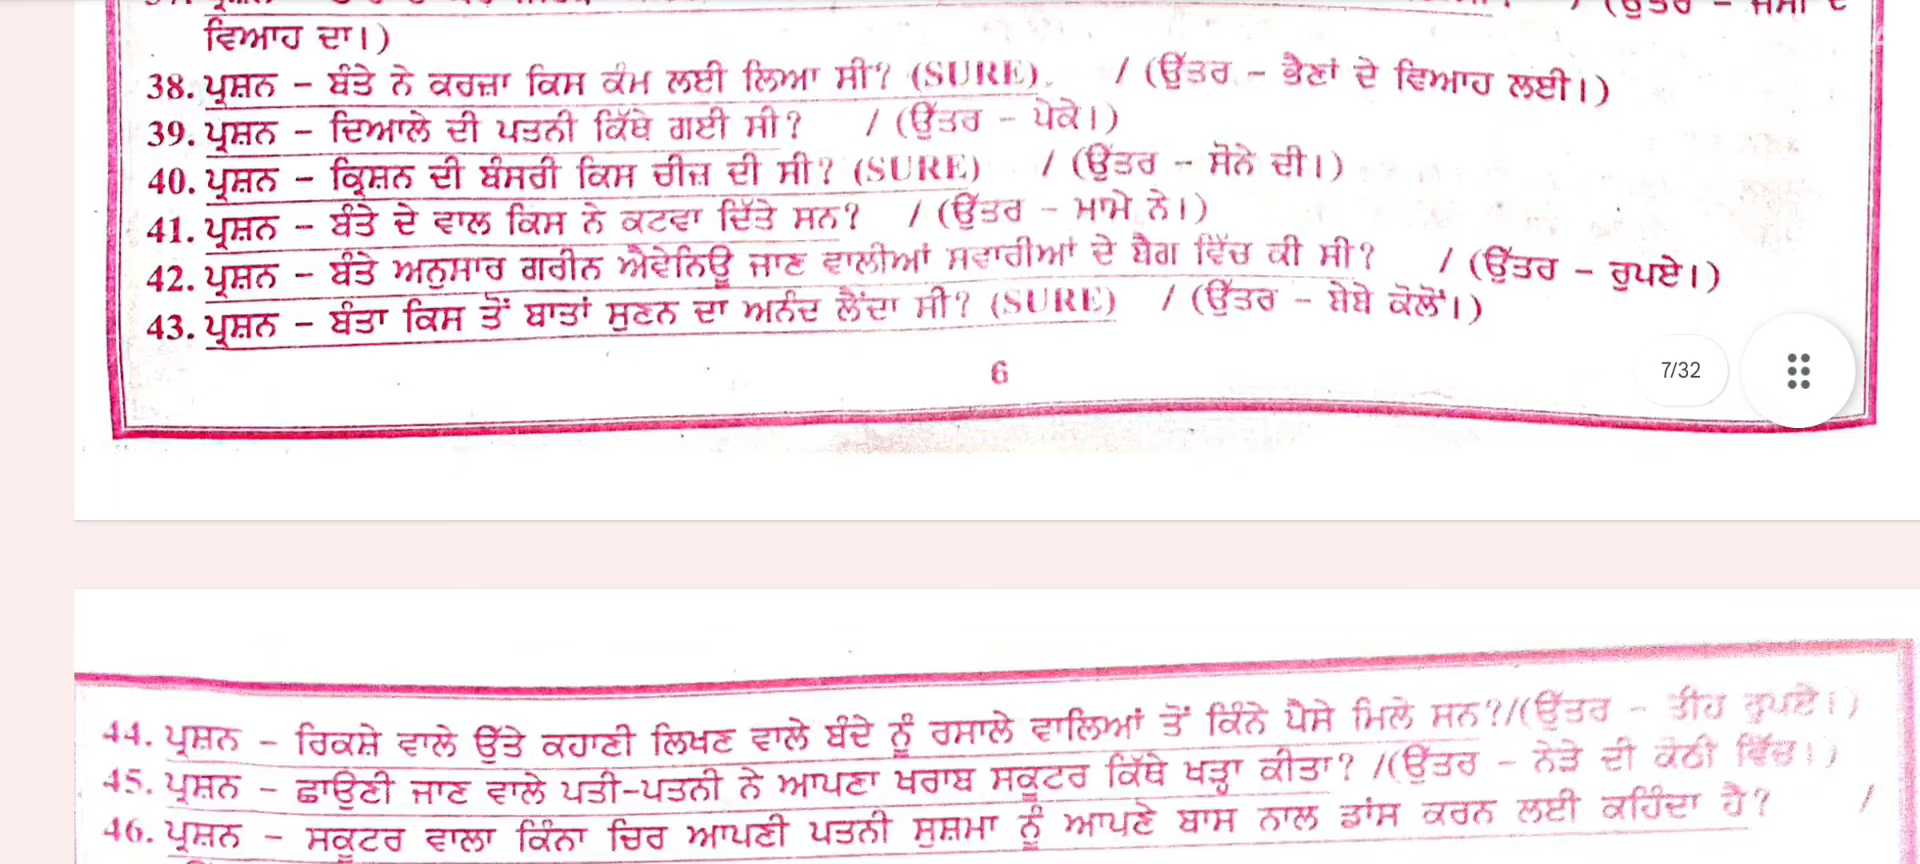 ਵਿਆਹ ਦਾ।)
38. ਪ੍ਰਸ਼ਨ – ਬੰਤੇ ਨੇ ਕਰਜ਼ਾ ਕਿਸ ਕੰਮ ਲਈ ਲਿਆ ਸੀ? (SURE). / (ਉੱਤਰ – ਭੈਣਾਂ ਦੇ ਵਿਆਹ ਲਈ।)
39. ਪ੍ਰਸ਼ਨ – ਦਿਆਲੇ ਦੀ ਪਤਨੀ ਕਿੱਥੇ ਗਈ ਸੀ? / (ਉੱਤਰ – ਪੇਕੇ।)
40. ਪ੍ਰਸ਼ਨ – ਕ੍ਰਿਸ਼ਨ ਦੀ ਬੰਸਰੀ ਕਿਸ ਚੀਜ਼ ਦੀ ਸੀ? (SURE) / (ਉੱਤਰ – ਸੋਨੇ ਦੀ।)
41. ਪ੍ਰਸ਼ਨ – ਬੰਤੇ ਦੇ ਵਾਲ ਕਿਸ ਨੇ ਕਟਵਾ ਦਿੱਤੇ ਸਨ? / (ਉੱਤਰ – ਮਾਮੇ ਨੇ।)
42. ਪ੍ਰਸ਼ਨ – ਬੰਤੇ ਅਨੁਸਾਰ ਗਰੀਨ ਐਵੇਨਿਊ ਜਾਣ ਵਾਲੀਆਂ ਸਵਾਰੀਆਂ ਦੇ ਬੈਗ ਵਿੱਚ ਕੀ ਸੀ? / (ਉੱਤਰ – ਰੁਪਏ।)
43. ਪ੍ਰਸ਼ਨ – ਬੰਤਾ ਕਿਸ ਤੋਂ ਬਾਤਾਂ ਸੁਣਨ ਦਾ ਅਨੰਦ ਲੈਂਦਾ ਸੀ? (SURE) / (ਉੱਤਰ – ਬੇਬੇ ਕੋਲੋਂ।)
6
7/32
44. ਪ੍ਰਸ਼ਨ – ਰਿਕਸ਼ੇ ਵਾਲੇ ਉੱਤੇ ਕਹਾਣੀ ਲਿਖਣ ਵਾਲੇ ਬੰਦੇ ਨੂੰ ਰਸਾਲੇ ਵਾਲਿਆਂ ਤੋਂ ਕਿੰਨੇ ਪੈਸੇ ਮਿਲੇ ਸਨ?/(ਉੱਤਰ – ਤੀਹ ਰੁਪਏ।)
45. ਪ੍ਰਸ਼ਨ – ਛਾਉਣੀ ਜਾਣ ਵਾਲੇ ਪਤੀ-ਪਤਨੀ ਨੇ ਆਪਣਾ ਖਰਾਬ ਸਕੂਟਰ ਕਿੱਥੇ ਖੜ੍ਹਾ ਕੀਤਾ? /(ਉੱਤਰ – ਨੇੜੇ ਦੀ ਕੋਠੀ ਵਿੱਚ।)
46. ਪ੍ਰਸ਼ਨ – ਸਕੂਟਰ ਵਾਲਾ ਕਿੰਨਾ ਚਿਰ ਆਪਣੀ ਪਤਨੀ ਸੁਸ਼ਮਾ ਨੂੰ ਆਪਣੇ ਬਾਸ ਨਾਲ ਡਾਂਸ ਕਰਨ ਲਈ ਕਹਿੰਦਾ ਹੈ? /